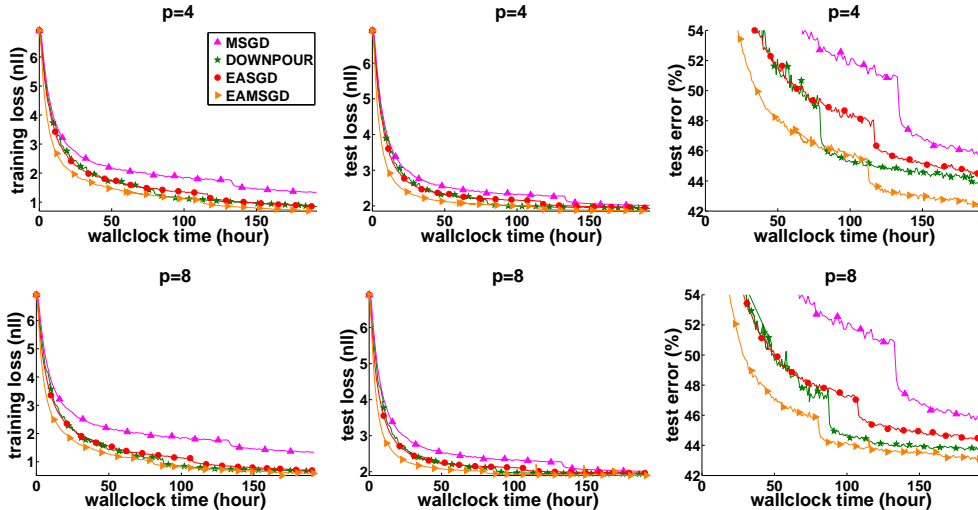 p=4
training loss (nll)
6
5
4
3
2
1
0
50
100
150
wallclock time (hour)
MSGD
DOWNPOUR
EASGD
EAMSGD
p=4
test loss (nll)
6
5
4
3
2
0
50
100
150
wallclock time (hour)
p=4
test error (%)
54
52
50
48
46
44
42
0
50
100
150
wallclock time (hour)
p=8
training loss (nll)
6
5
4
3
2
1
0
50
100
150
wallclock time (hour)
p=8
test loss (nll)
6
5
4
3
2
0
50
100
150
wallclock time (hour)
p=8
test error (%)
54
52
50
48
46
44
42
0
50
100
150
wallclock time (hour)